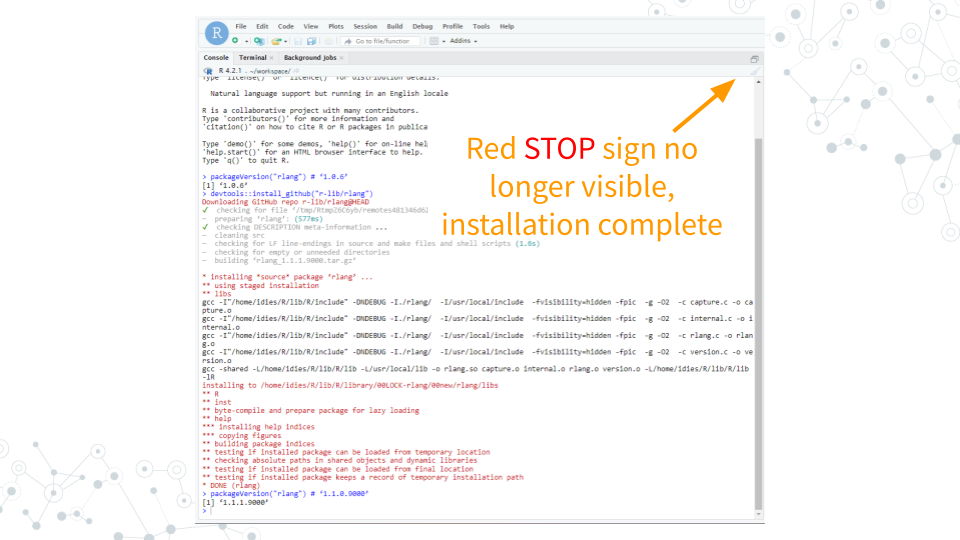 R
File Edit Code View Plots Session Build Debug Profile Tools Help
Go to file/function Addins
Console Terminal × Background Jobs ×
R 4.2.1 . ~/workspace/
Type 'license()' or 'licence()' for distribution details.
Natural language support but running in an English locale
R is a collaborative project with many contributors.
Type 'contributors()' for more information and
'citation()' on how to cite R or R packages in publica
Type 'demo()' for some demos, 'help()' for on-line hel
'help.start()' for an HTML browser interface to help.
Type 'q()' to quit R.
Red STOP sign no
longer visible,
installation complete
> packageVersion("rlang") # '1.0.6'
[1] '1.0.6'
> devtools::install_github("r-lib/rlang")
Downloading GitHub repo r-lib/rlang@HEAD
✓ checking for file
─ preparing 'rlang': (577ms)
✓ checking DESCRIPTION meta-information ...
─ cleaning src
─ checking for LF line-endings in source and make files and shell scripts (1.8s)
─ checking for empty or unneeded directories
─ building 'rlang_1.1.1.9000.tar.gz'
* installing *source* package 'rlang' ...
** using staged installation
** libs
gcc -I"/home/idies/R/lib/R/include" -DNDEBUG -I./rlang/ -I/usr/local/include -fvisibility=hidden -fpic -g -O2 -c capture.c -o ca
pture.o
gcc -I"/home/idies/R/lib/R/include" -DNDEBUG -I./rlang/ -I/usr/local/include -fvisibility=hidden -fpic -g -O2 -c internal.c -o i
nternal.o
gcc -I"/home/idies/R/lib/R/include" -DNDEBUG -I./rlang/ -I/usr/local/include -fvisibility=hidden -fpic -g -O2 -c rlang.c -o rlan
g.o
gcc -I"/home/idies/R/lib/R/include" -DNDEBUG -I./rlang/ -I/usr/local/include -fvisibility=hidden -fpic -g -O2 -c version.c -o ve
rsion.o
gcc -shared -L/home/idies/R/lib/R/lib -L/usr/local/lib -o rlang.so capture.o internal.o rlang.o version.o -L/home/idies/R/lib/R/lib
-lR
installing to /home/idies/R/lib/R/library/00LOCK-rlang/00new/rlang/libs
** R
** inst
** byte-compile and prepare package for lazy loading
** help
*** installing help indices
*** copying figures
** building package indices
** testing if installed package can be loaded from temporary location
** checking absolute paths in shared objects and dynamic libraries
** testing if installed package can be loaded from final location
** testing if installed package keeps a record of temporary installation path
* DONE (rlang)
> packageVersion("rlang") # '1.1.0.9000'
[1] '1.1.1.9000'
>